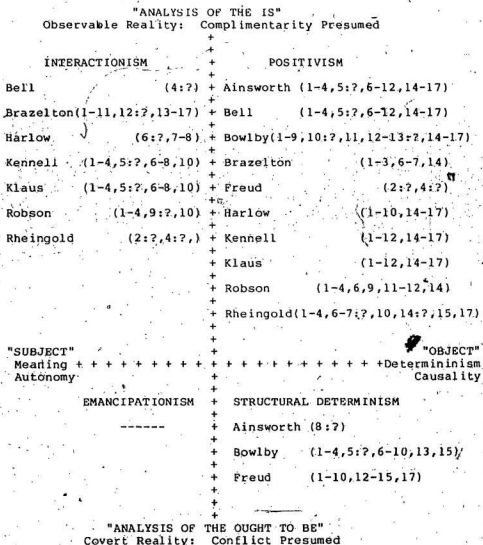 "ANALYSIS OF THE IS"
Observable Reality: Complimentarity Presumed
+
INTERACTIONISM + POSITIVISM
+
Bell (4:?) + Ainsworth (1-4,5:?,6-12,14-17)
+
Brazelton(1-11,12:?,13-17) + Bell (1-4,5:?,6-12,14-17)
+
Harlow (6:?,7-8) + Bowlby(1-9,10:?,11,12-13:?,14-17)
+
Kennell (1-4,5:?,6-8,10) + Brazelton (1-3,6-7,14)
+
Klaus (1-4,5:?,6-8,10) + Freud (2:?,4:?)
+
Robson (1-4,9:?,10) + Harlow (1-10,14-17)
+
Rheingold (2:?,4:?,) + Kennell (1-12,14-17)
+
+ Klaus (1-12,14-17)
+
+ Robson (1-4,6,9,11-12,14)
+
+ Rheingold(1-4,6-7:?,10,14:?,15,17)
+
"SUBJECT" + "OBJECT"
Meaning + + + + + + + + + + + + + + + + + + + +Determininism
Autonomy + Causality
+
EMANCIPATIONISM + STRUCTURAL DETERMINISM
+
------ + Ainsworth (8:?)
+
+ Bowlby (1-4,5:?,6-10,13,15)
+
+ Freud (1-10,12-15,17)
+
+
"ANALYSIS OF THE OUGHT TO BE"
Covert Reality: Conflict Presumed